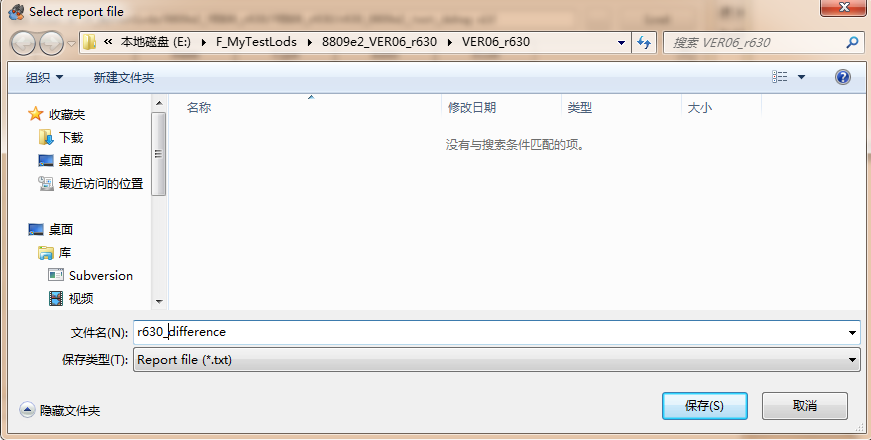 Select report file
« 本地磁盘 (E:) ▸ F_MyTestLods ▸ 8809e2_VER06_r630 ▸ VER06_r630
搜索 VER06_r630
组织 新建文件夹
名称 修改日期 类型 大小
没有与搜索条件匹配的项。
收藏夹
下载
桌面
最近访问的位置
桌面
库
Subversion
视频
文件名(N): r630_difference
保存类型(T): Report file (*.txt)
隐藏文件夹 保存(S) 取消